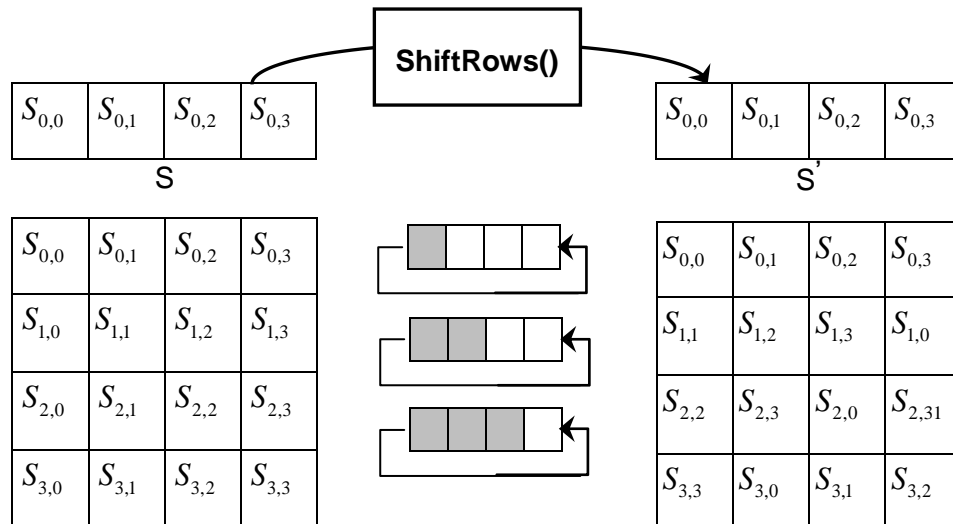 ShiftRows()
S0,0 S0,1 S0,2 S0,3 S0,0 S0,1 S0,2 S0,3
S S'
S0,0 S0,1 S0,2 S0,3 S0,0 S0,1 S0,2 S0,3
S1,0 S1,1 S1,2 S1,3 S1,1 S1,2 S1,3 S1,0
S2,0 S2,1 S2,2 S2,3 S2,2 S2,3 S2,0 S2,31
S3,0 S3,1 S3,2 S3,3 S3,3 S3,0 S3,1 S3,2